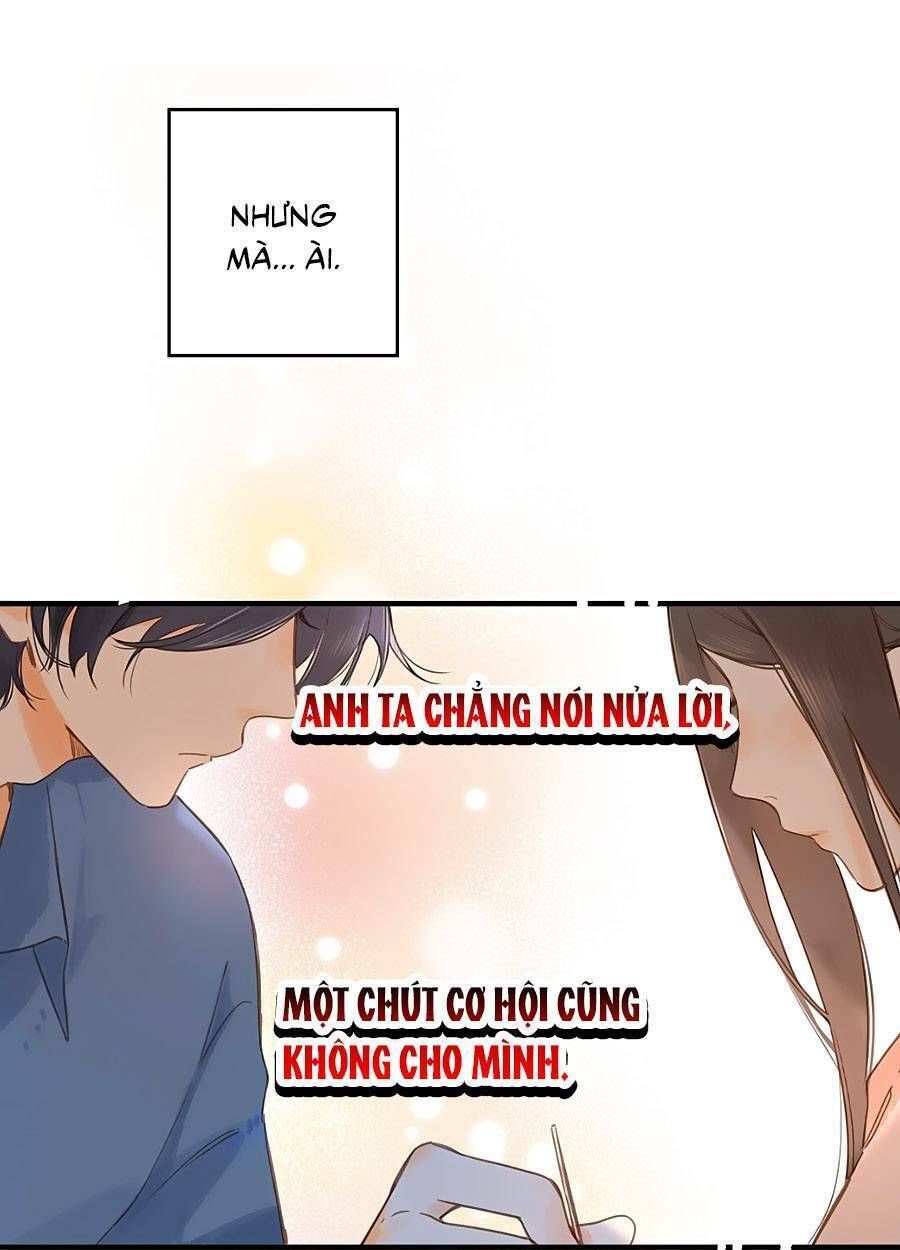 NHƯNG
MÀ... ÀI.
ANH TA CHẲNG NÓI NỬA LỜI,
MỘT CHÚT CƠ HỘI CŨNG
KHÔNG CHO MÌNH.